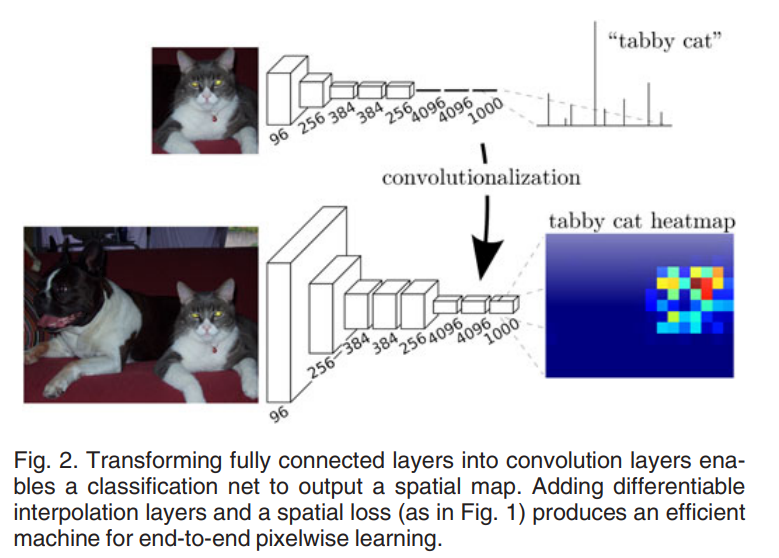 “tabby cat”
96
256
384
384
256
4096
4096
1000
convolutionalization
tabby cat heatmap
96
256
384
384
256
4096
4096
1000
Fig. 2. Transforming fully connected layers into convolution layers ena-
bles a classification net to output a spatial map. Adding differentiable
interpolation layers and a spatial loss (as in Fig. 1) produces an efficient
machine for end-to-end pixelwise learning.